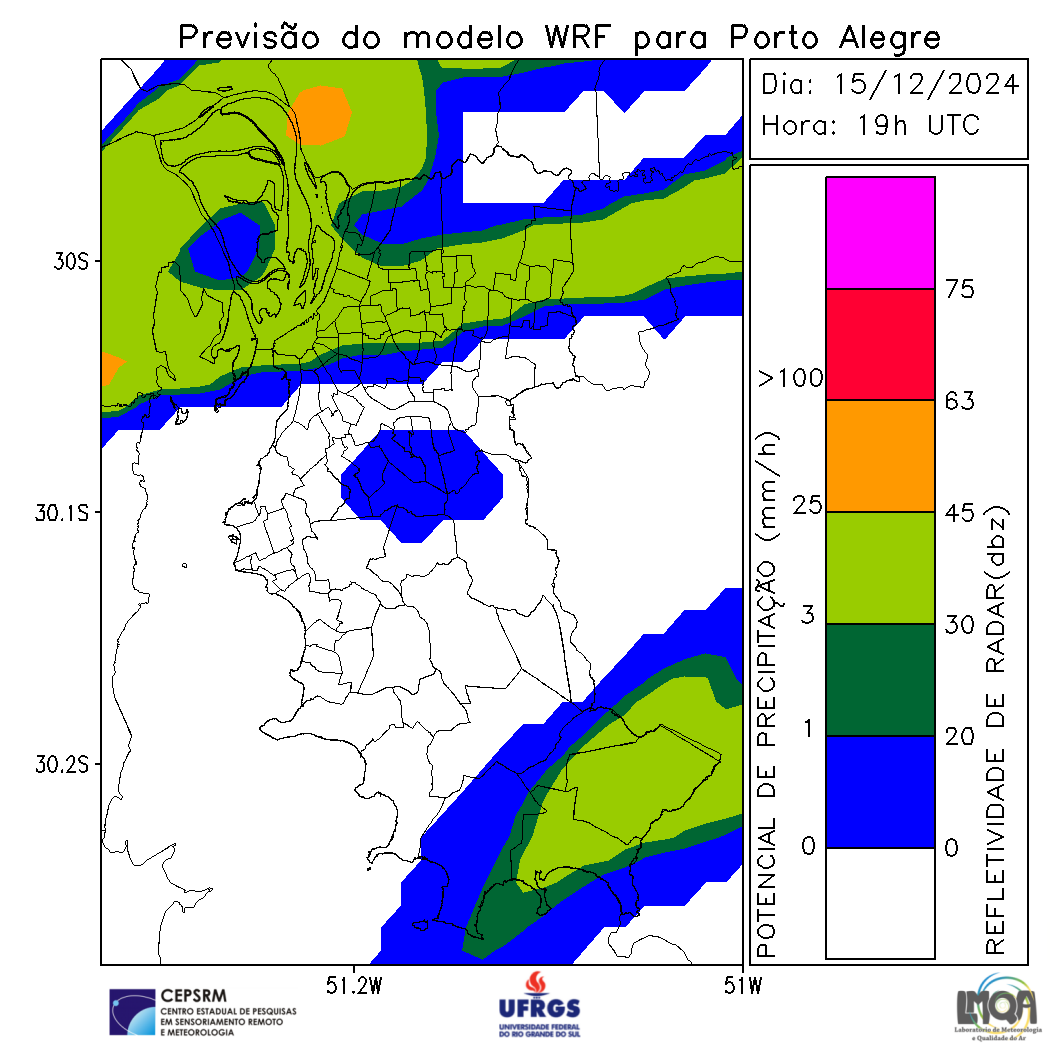 Previsão do modelo WRF para Porto Alegre
Dia: 15/12/2024
Hora: 19h UTC
30S
30.1S
30.2S
51.2W
51W
POTENCIAL DE PRECIPITAÇÃO (mm/h)
>100
25
3
1
0
75
63
45
30
20
0
REFLETIVIDADE DE RADAR(dbz)
CEPSRM
CENTRO ESTADUAL DE PESQUISAS
EM SENSORIAMENTO REMOTO
E METEOROLOGIA
UFRGS
UNIVERSIDADE FEDERAL
DO RIO GRANDE DO SUL
LMQA
Laboratório de Meteorologia
e Qualidade do Ar